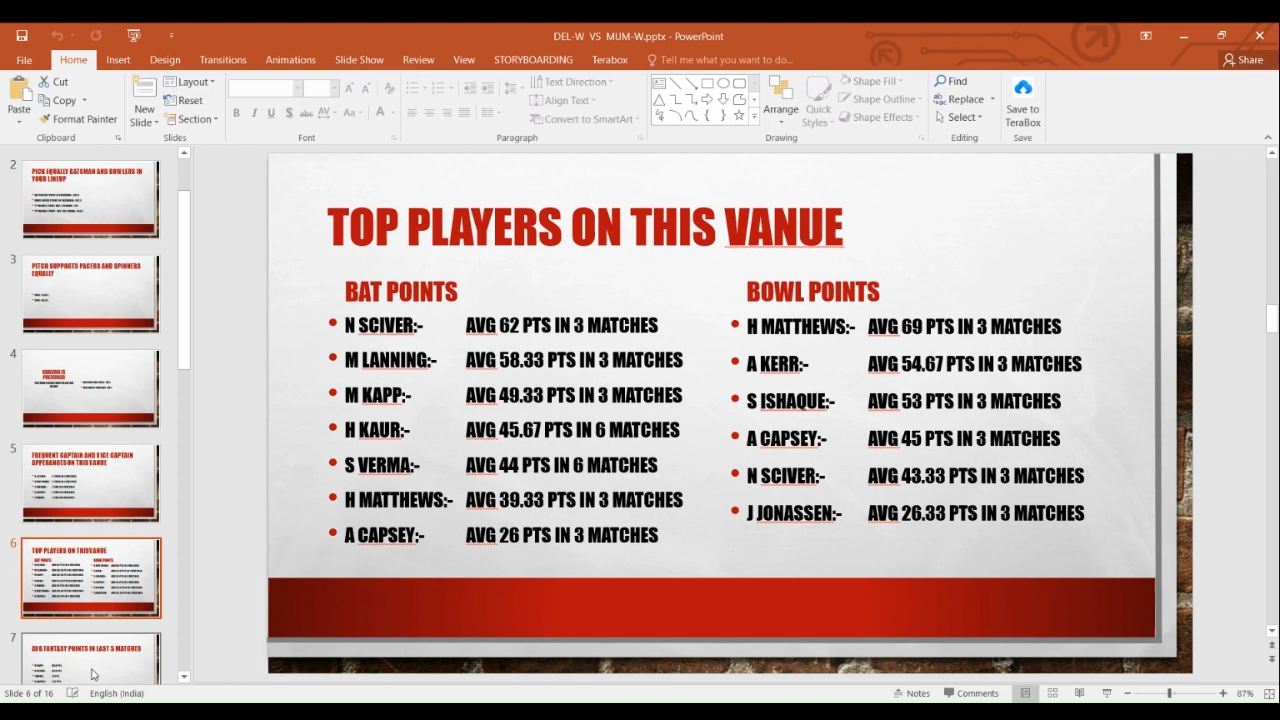 DEL-W VS MUM-W.pptx - PowerPoint
File Home Insert Design Transitions Animations Slide Show Review View STORYBOARDING Terabox Tell me what you want to do... Share
Paste
Cut
Copy
Format Painter
Clipboard
New
Slide
Layout
Reset
Section
Slides
Font
Text Direction
Align Text
Convert to SmartArt
Paragraph
Arrange
Quick
Styles
Shape Fill
Shape Outline
Shape Effects
Drawing
Find
Replace
Select
Editing
Save to
TeraBox
Save
2
PICK EQUALLY BATSMAN AND BOWLERS IN
YOUR LINEUP
3
PITCH SUPPORTS PACERS AND SPINNERS
EQUALLY
4
5
FREQUENT CAPTAIN AND VICE CAPTAIN
APPERANCES ON THIS VANUE
6
TOP PLAYERS ON THIS VANUE
BAT POINTS
BOWL POINTS
7
AVG FANTASY POINTS IN LAST 5 MATCHES
TOP PLAYERS ON THIS VANUE
BAT POINTS
N SCIVER:- AVG 62 PTS IN 3 MATCHES
M LANNING:- AVG 58.33 PTS IN 3 MATCHES
M KAPP:- AVG 49.33 PTS IN 3 MATCHES
H KAUR:- AVG 45.67 PTS IN 6 MATCHES
S VERMA:- AVG 44 PTS IN 6 MATCHES
H MATTHEWS:- AVG 39.33 PTS IN 3 MATCHES
A CAPSEY:- AVG 26 PTS IN 3 MATCHES
BOWL POINTS
H MATTHEWS:- AVG 69 PTS IN 3 MATCHES
A KERR:- AVG 54.67 PTS IN 3 MATCHES
S ISHAQUE:- AVG 53 PTS IN 3 MATCHES
A CAPSEY:- AVG 45 PTS IN 3 MATCHES
N SCIVER:- AVG 43.33 PTS IN 3 MATCHES
J JONASSEN:- AVG 26.33 PTS IN 3 MATCHES
Slide 6 of 16 English (India) Notes Comments 87%